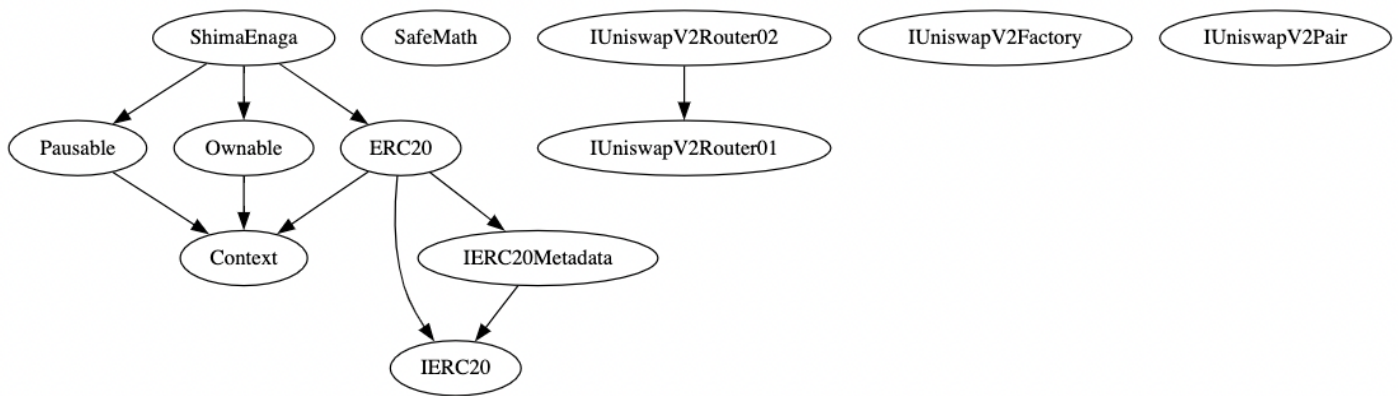 ShimaEnaga
SafeMath
IUniswapV2Router02
IUniswapV2Factory
IUniswapV2Pair
Pausable
Ownable
ERC20
IUniswapV2Router01
Context
IERC20Metadata
IERC20